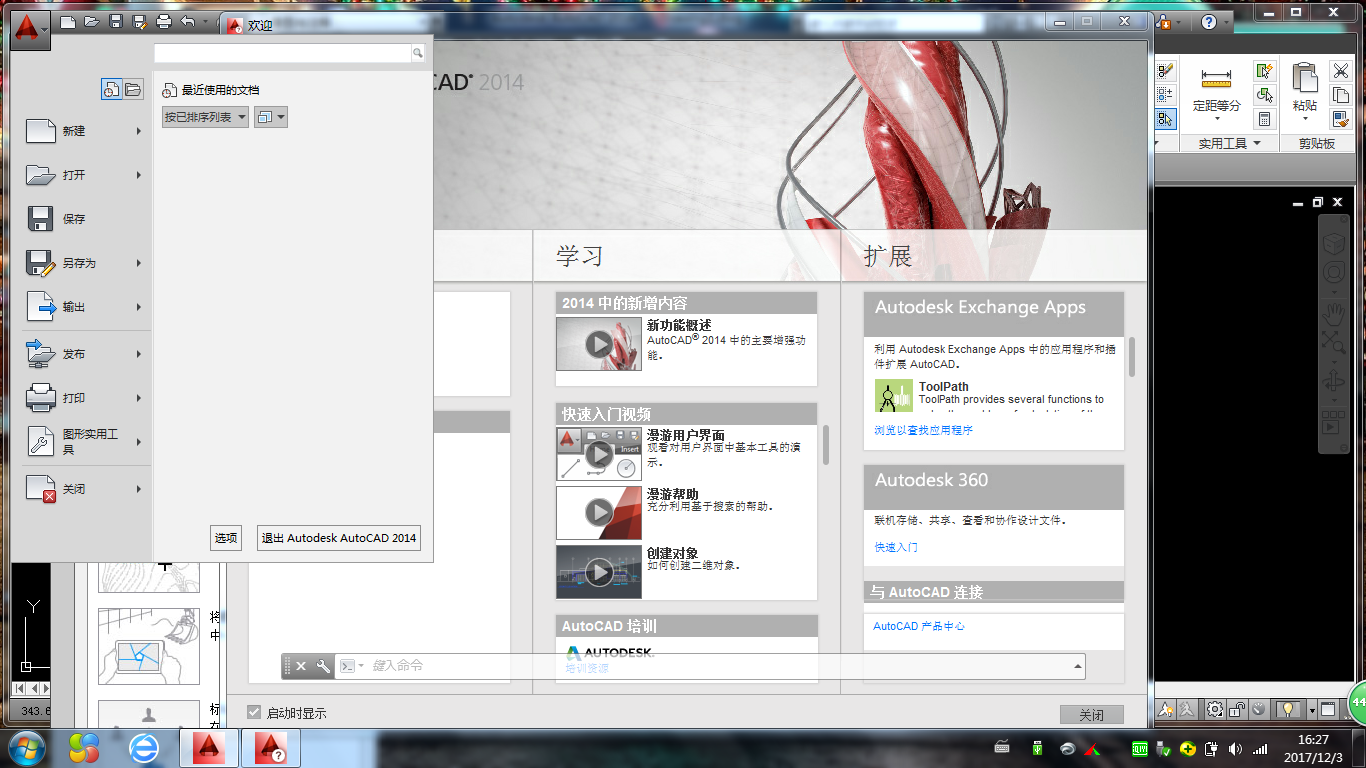 欢迎
CAD® 2014
最近使用的文档
按已排序列表
新建
打开
保存
另存为
输出
发布
打印
图形实用工
具
关闭
选项
退出 Autodesk AutoCAD 2014
学习
2014 中的新增内容
新功能概述
AutoCAD® 2014 中的主要增强功
能。
快速入门视频
漫游用户界面
观看对用户界面中基本工具的演
示。
Insert
漫游帮助
充分利用基于搜索的帮助。
创建对象
如何创建二维对象。
AutoCAD 培训
AUTODESK.
培训资源
扩展
Autodesk Exchange Apps
利用 Autodesk Exchange Apps 中的应用程序和插
件扩展 AutoCAD。
ToolPath
ToolPath provides several functions to
浏览以查找应用程序
Autodesk 360
联机存储、共享、查看和协作设计文件。
快速入门
与 AutoCAD 连接
AutoCAD 产品中心
定距等分
粘贴
实用工具
剪贴板
将
中
标
在
Y
键入命令
343.6
启动时显示
关闭
44
16:27
2017/12/3